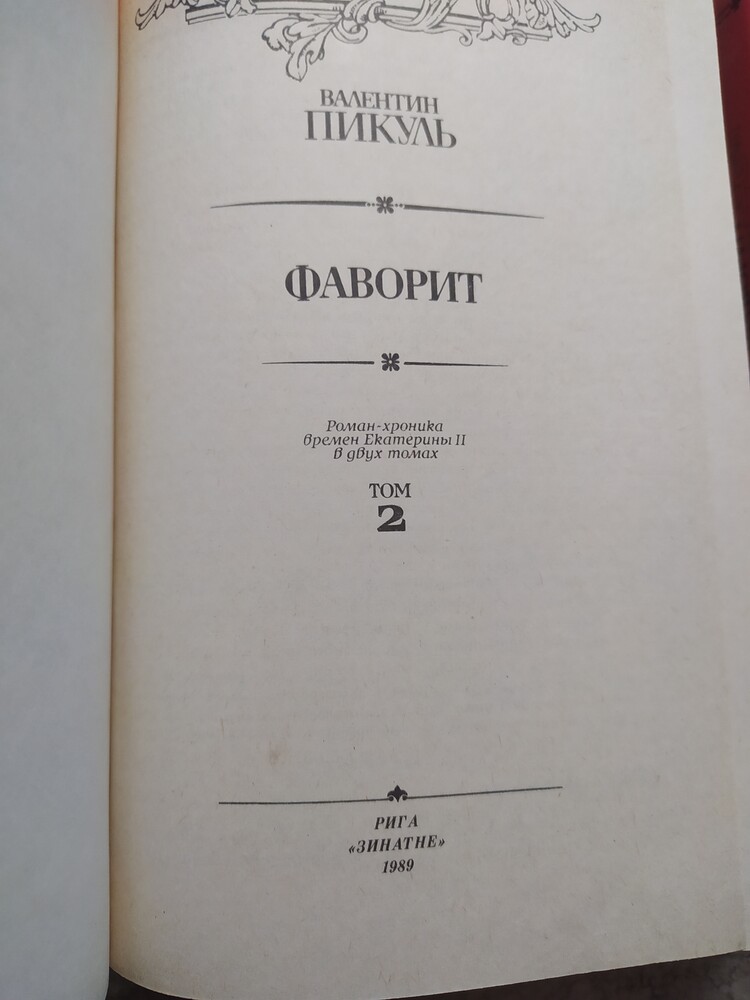 ВАЛЕНТИН
ПИКУЛЬ
ФАВОРИТ
Роман-хроника
времен Екатерины II
в двух томах
ТОМ
2
РИГА
«ЗИНАТНЕ»
1989